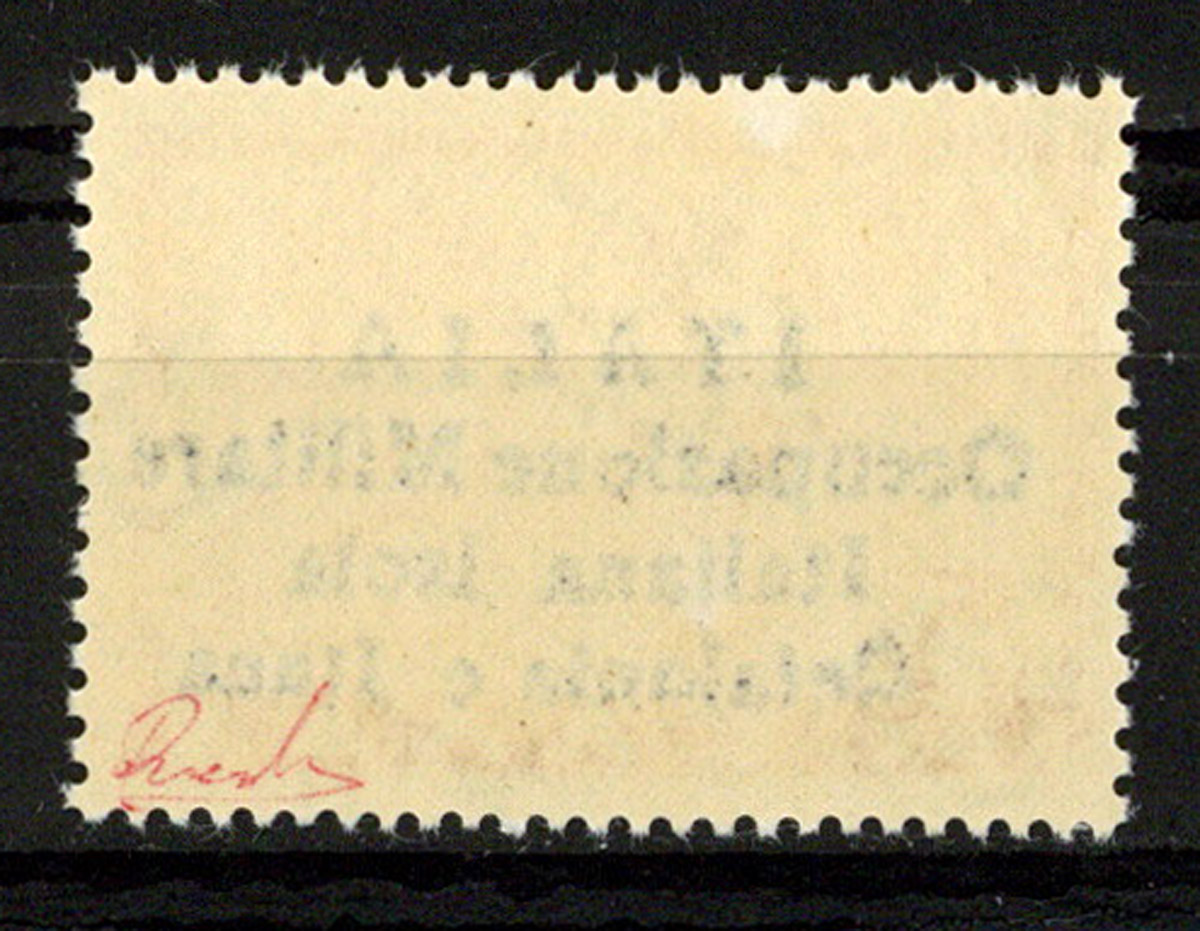 ITALIA
Occupazione Militare
Italiana isole
Cefalonia e Itaca